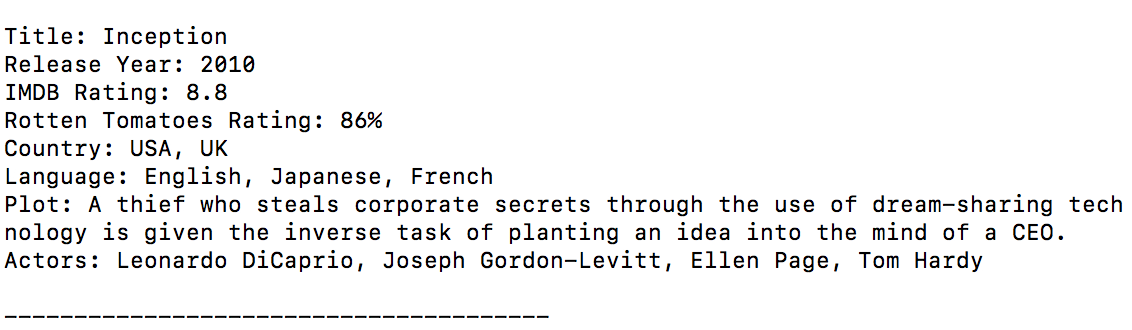 Title: Inception
Release Year: 2010
IMDB Rating: 8.8
Rotten Tomatoes Rating: 86%
Country: USA, UK
Language: English, Japanese, French
Plot: A thief who steals corporate secrets through the use of dream-sharing tech
nology is given the inverse task of planting an idea into the mind of a CEO.
Actors: Leonardo DiCaprio, Joseph Gordon-Levitt, Ellen Page, Tom Hardy
---------------------------------------